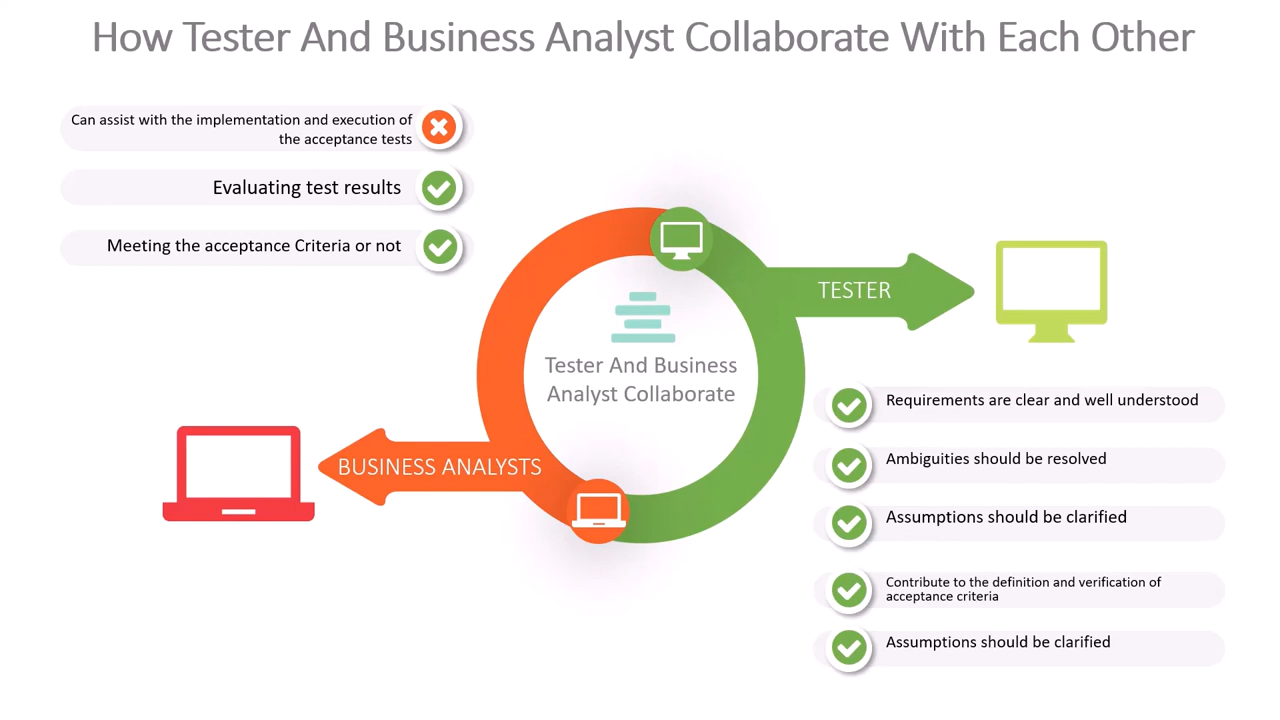 How Tester And Business Analyst Collaborate With Each Other
Can assist with the implementation and execution of
the acceptance tests
Evaluating test results
Meeting the acceptance Criteria or not
TESTER
Tester And Business
Analyst Collaborate
BUSINESS ANALYSTS
Requirements are clear and well understood
Ambiguities should be resolved
Assumptions should be clarified
Contribute to the definition and verification of
acceptance criteria
Assumptions should be clarified